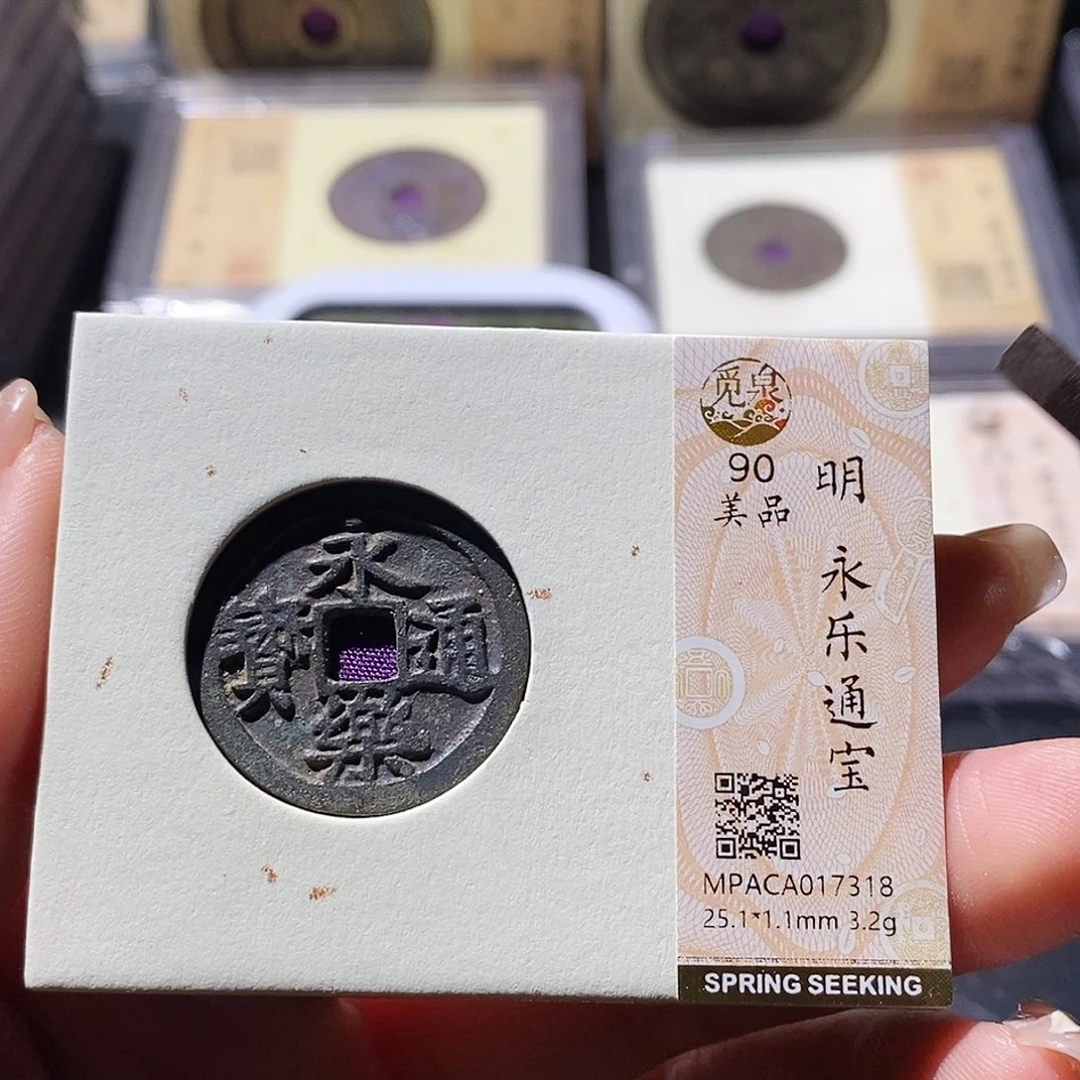 永樂通寳
觅泉
90
美品
明 永乐通宝
MPACA017318
25.1*1.1mm 3.2g
SPRING SEEKING